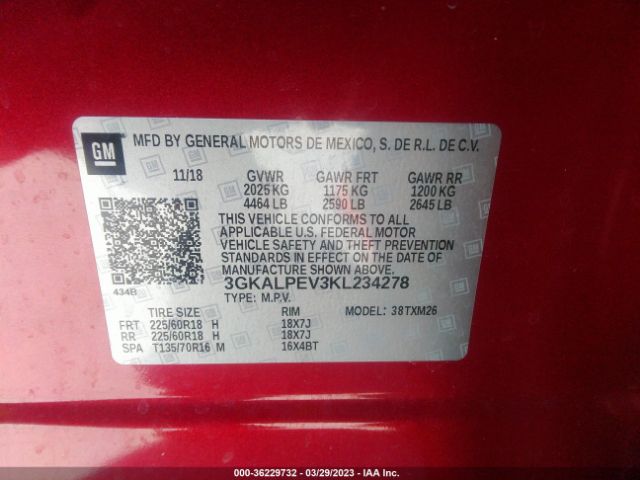 GM
MFD BY GENERAL MOTORS DE MEXICO, S. DE R.L. DE C.V.
11/18 GVWR GAWR FRT GAWR RR
2025 KG 1175 KG 1200 KG
4464 LB 2590 LB 2645 LB
THIS VEHICLE CONFORMS TO ALL
APPLICABLE U.S. FEDERAL MOTOR
VEHICLE SAFETY AND THEFT PREVENTION
STANDARDS IN EFFECT ON THE DATE OF
MANUFACTURE SHOWN ABOVE.
434B
3GKALPEV3KL234278
TYPE: M.P.V.
TIRE SIZE RIM MODEL: 38TXM26
FRT 225/60R18 H 18X7J
RR 225/60R18 H 18X7J
SPA T135/70R16 M 16X4BT
000-36229732 - 03/29/2023 - IAA Inc.